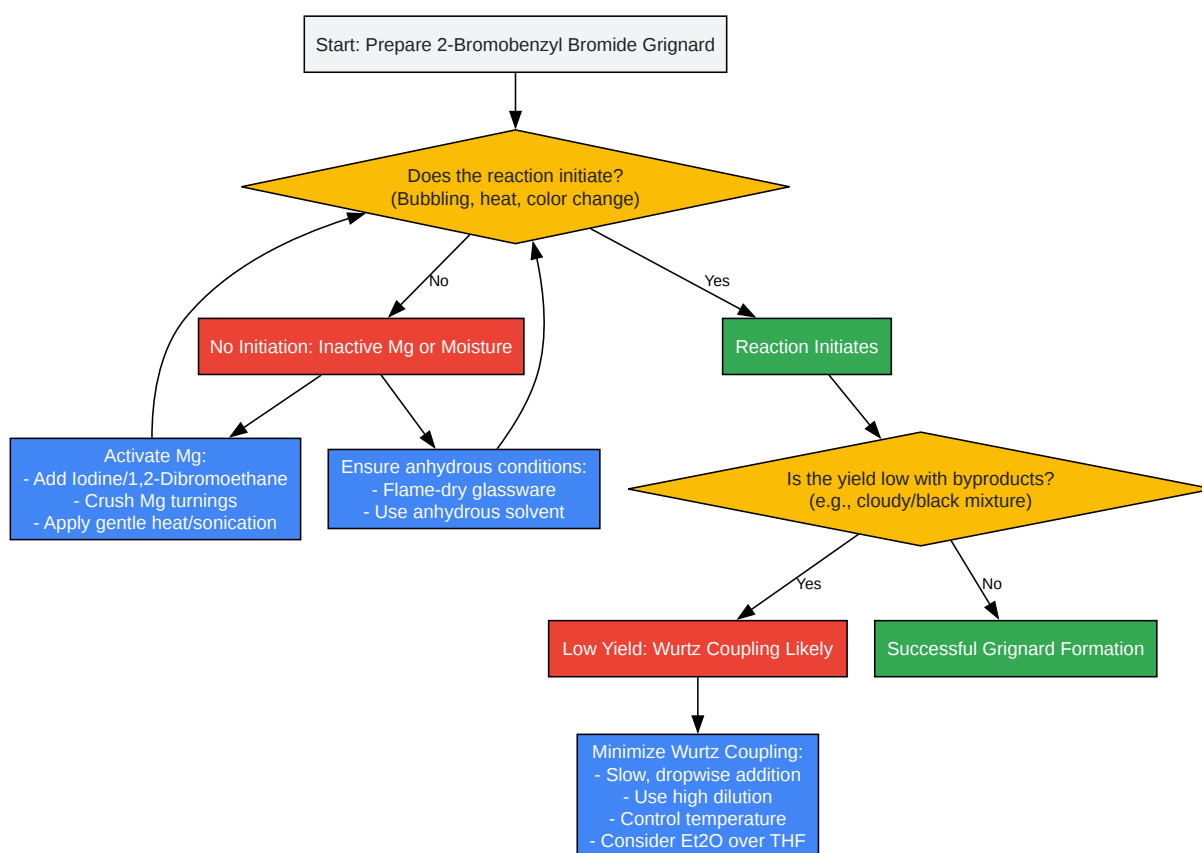 Start: Prepare 2-Bromobenzyl Bromide Grignard
Does the reaction initiate?
(Bubbling, heat, color change)
No
Yes
No Initiation: Inactive Mg or Moisture
Reaction Initiates
Activate Mg:
- Add Iodine/1,2-Dibromoethane
- Crush Mg turnings
- Apply gentle heat/sonication
Ensure anhydrous conditions:
- Flame-dry glassware
- Use anhydrous solvent
Is the yield low with byproducts?
(e.g., cloudy/black mixture)
Yes
No
Low Yield: Wurtz Coupling Likely
Successful Grignard Formation
Minimize Wurtz Coupling:
- Slow, dropwise addition
- Use high dilution
- Control temperature
- Consider Et2O over THF